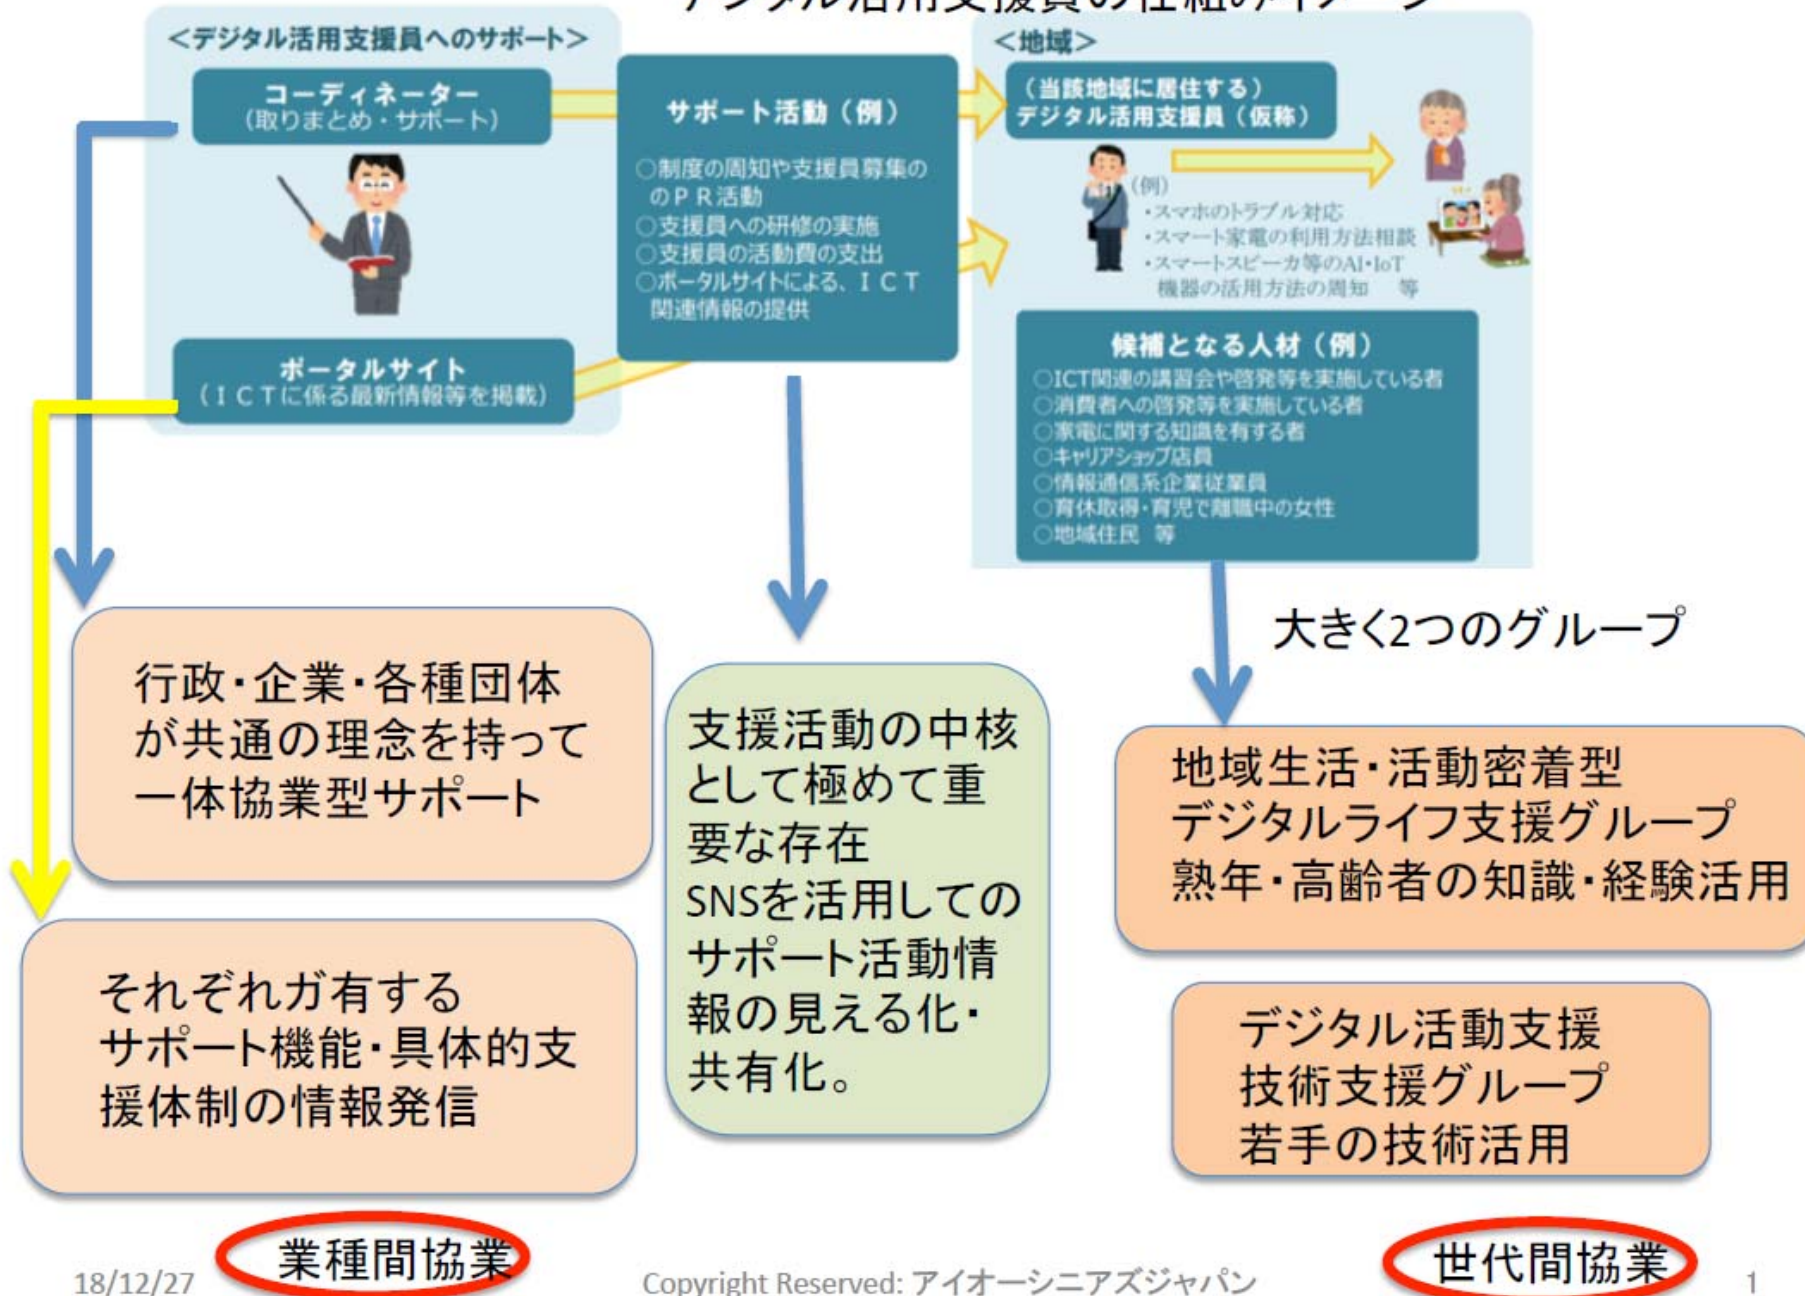 デジタル活用支援員の仕組みイメージ
<デジタル活用支援員へのサポート>
コーディネーター
(取りまとめ・サポート)
ポータルサイト
(ICTに係る最新情報等を掲載)
サポート活動(例)
○制度の周知や支援員募集の
のPR活動
○支援員への研修の実施
○支援員の活動費の支出
○ポータルサイトによる、ICT
関連情報の提供
<地域>
(当該地域に居住する)
デジタル活用支援員(仮称)
(例)
・スマホのトラブル対応
・スマート家電の利用方法相談
・スマートスピーカ等のAI・IoT
機器の活用方法の周知 等
候補となる人材(例)
○ICT関連の講習会や啓発等を実施している者
○消費者への啓発等を実施している者
○家電に関する知識を有する者
○キャリアショップ店員
○情報通信系企業従業員
○育休取得・育児で離職中の女性
○地域住民 等
行政・企業・各種団体
が共通の理念を持って
一体協業型サポート
それぞれガ有する
サポート機能・具体的支
援体制の情報発信
支援活動の中核
として極めて重
要な存在
SNSを活用しての
サポート活動情
報の見える化・
共有化。
大きく2つのグループ
地域生活・活動密着型
デジタルライフ支援グループ
熟年・高齢者の知識・経験活用
デジタル活動支援
技術支援グループ
若手の技術活用
業種間協業
世代間協業
18/12/27
Copyright Reserved: アイオーシニアズジャパン
1